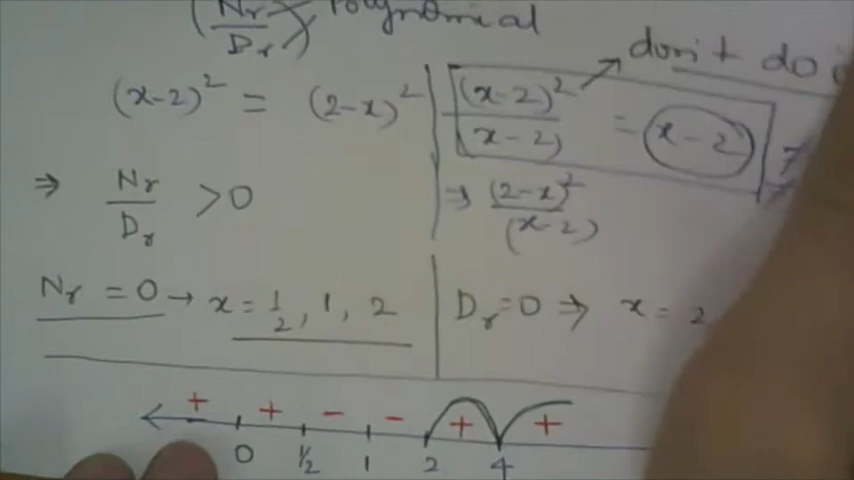 (Nr/Dr) Polynomial
don't do
(x-2)² = (2-x)²
(x-2)²/(x-2) = x-2
⇒ Nr/Dr > 0
⇒ (2-x)²/(x-2)
Nr = 0 → x = 1/2, 1, 2
Dr = 0 ⇒ x = 2
+ + - - + +
0 1/2 1 2 4